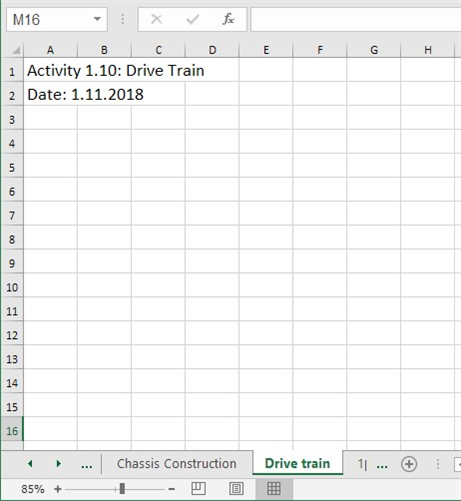 M16
fx
A B C D E F G H
1 Activity 1.10: Drive Train
2 Date: 1.11.2018
3
4
5
6
7
8
9
10
11
12
13
14
15
16
... Chassis Construction Drive train 1| ...
85%